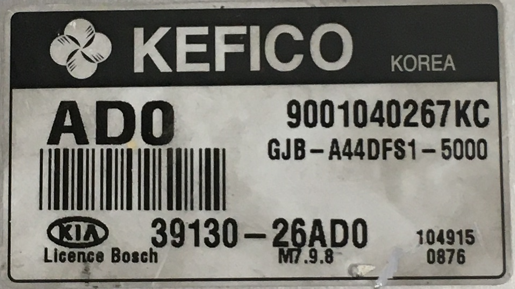 KEFICO KOREA
AD0 9001040267KC
GJB-A44DFS1-5000
KIA 39130-26AD0 104915
Licence Bosch M7.9.8 0876